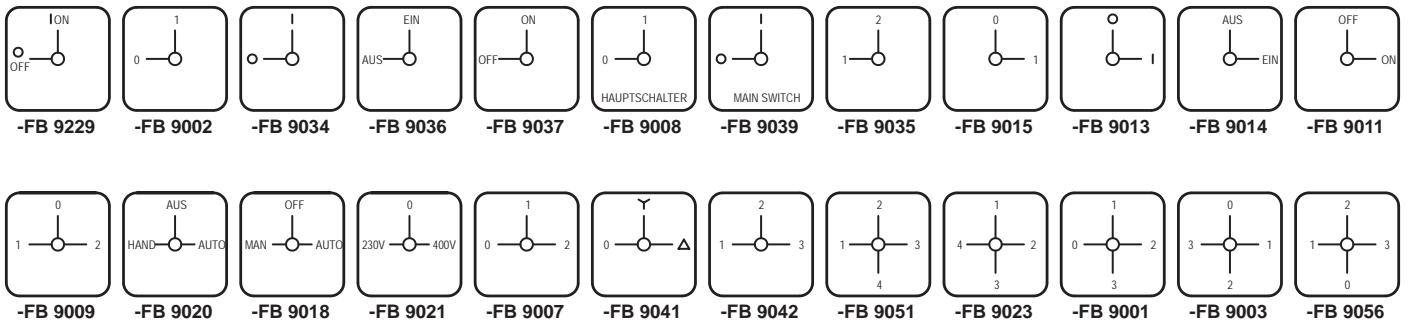 I ON
O
OFF
-FB 9229
1
0
-FB 9002
I
O
-FB 9034
EIN
AUS
-FB 9036
ON
OFF
-FB 9037
1
0
HAUPTSCHALTER
-FB 9008
I
O
MAIN SWITCH
-FB 9039
2
1
-FB 9035
0
1
-FB 9015
O
I
-FB 9013
AUS
EIN
-FB 9014
OFF
ON
-FB 9011
0
1 2
-FB 9009
AUS
HAND AUTO
-FB 9020
OFF
MAN AUTO
-FB 9018
0
230V 400V
-FB 9021
1
0 2
-FB 9007
Y
0 Δ
-FB 9041
2
1 3
-FB 9042
2
1 3
4
-FB 9051
1
4 2
3
-FB 9023
1
0 2
3
-FB 9001
0
3 1
2
-FB 9003
2
1 3
0
-FB 9056